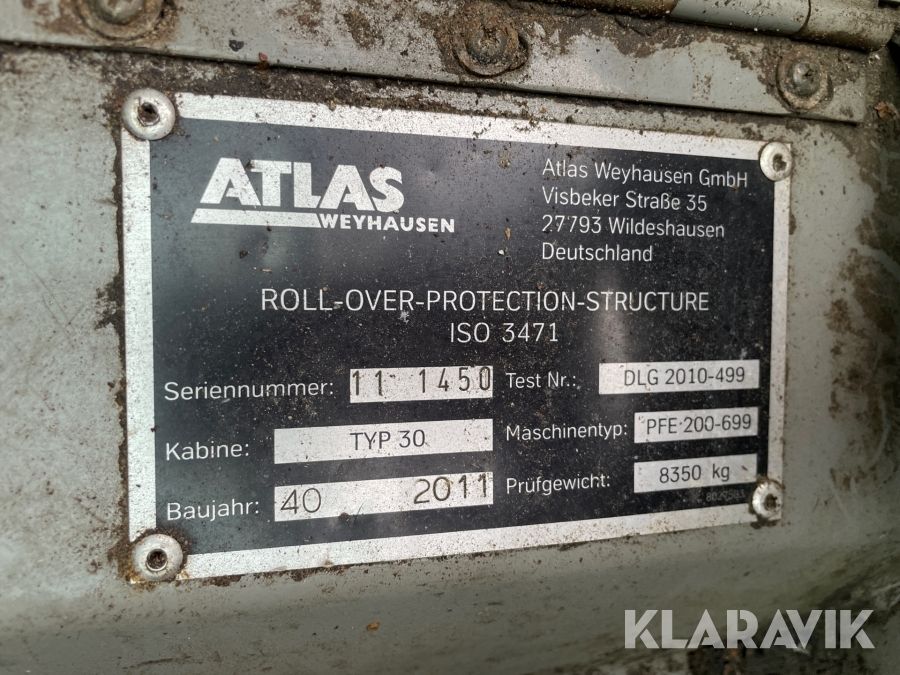 ATLAS
WEYHAUSEN
Atlas Weyhausen GmbH
Visbeker Straße 35
27793 Wildeshausen
Deutschland
ROLL-OVER-PROTECTION-STRUCTURE
ISO 3471
Seriennummer: 11 1450
Test Nr.: DLG 2010-499
Kabine: TYP 30
Maschinentyp: PFE 200-699
Baujahr: 40 2011
Prüfgewicht: 8350 kg
KLARAVIK